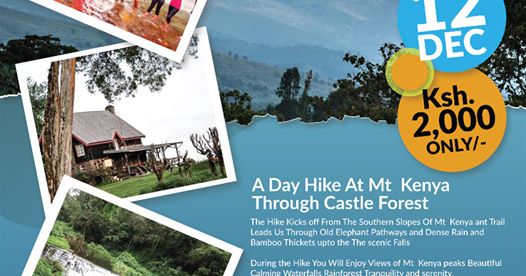 12
DEC
Ksh.
2,000
ONLY/-
A Day Hike At Mt Kenya
Through Castle Forest
The Hike Kicks off From The Southern Slopes Of Mt Kenya ant Trail
Leads Us Through Old Elephant Pathways and Dense Rain and
Bamboo Thickets upto the The scenic Falls
During the Hike You Will Enjoy Views of Mt Kenya peaks Beautiful
Calming Waterfalls Rainforest Tranquility and serenity.